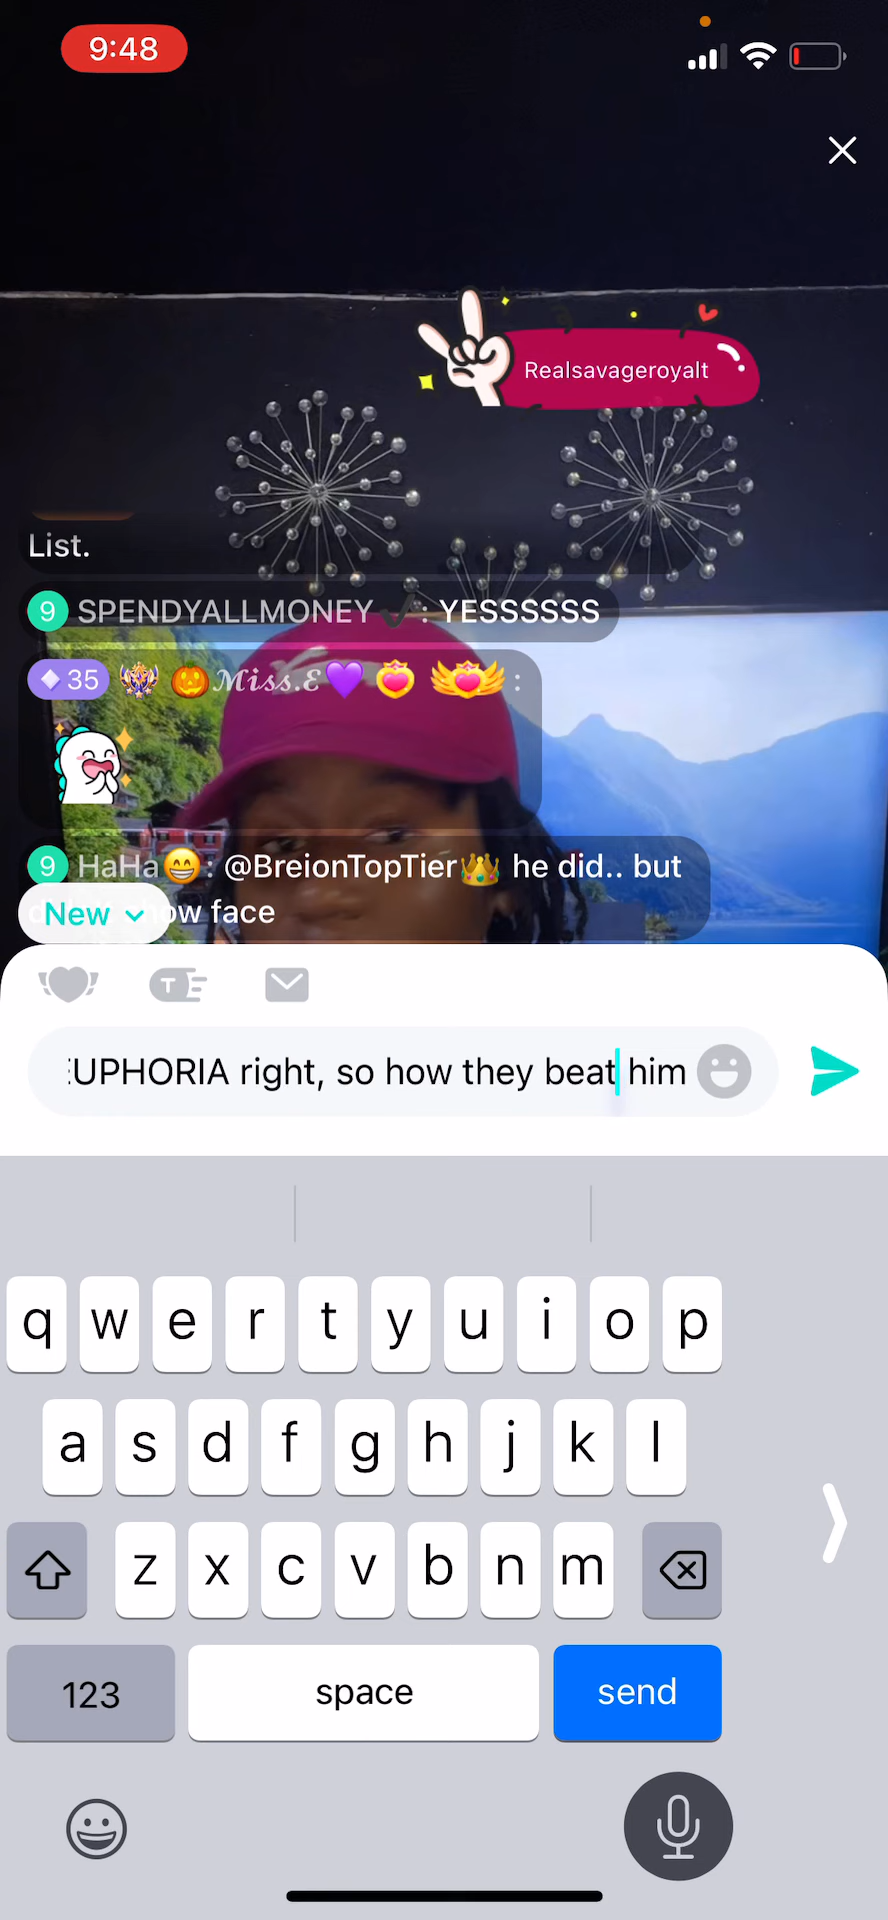 9:48
Realsavageroyalt
List.
9 SPENDYALLMONEY ✓: YESSSSSS
35 🎃 𝓜𝓲𝓼𝓼.𝓔💜 :
9 HaHa😁: @BreionTopTier👑 he did.. but
New
ow face
EUPHORIA right, so how they beat him
q w e r t y u i o p
a s d f g h j k l
z x c v b n m
123 space send